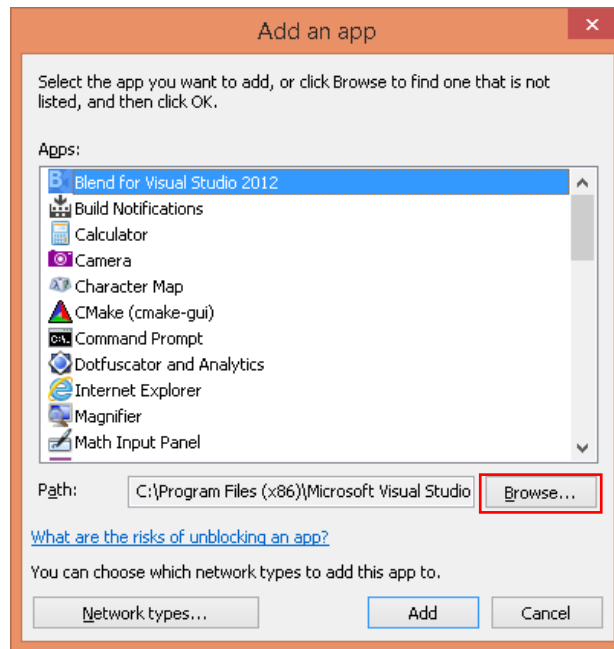 Add an app
Select the app you want to add, or click Browse to find one that is not
listed, and then click OK.
Apps:
Blend for Visual Studio 2012
Build Notifications
Calculator
Camera
Character Map
CMake (cmake-gui)
Command Prompt
Dotfuscator and Analytics
Internet Explorer
Magnifier
Math Input Panel
Path: C:\Program Files (x86)\Microsoft Visual Studio Browse...
What are the risks of unblocking an app?
You can choose which network types to add this app to.
Network types... Add Cancel